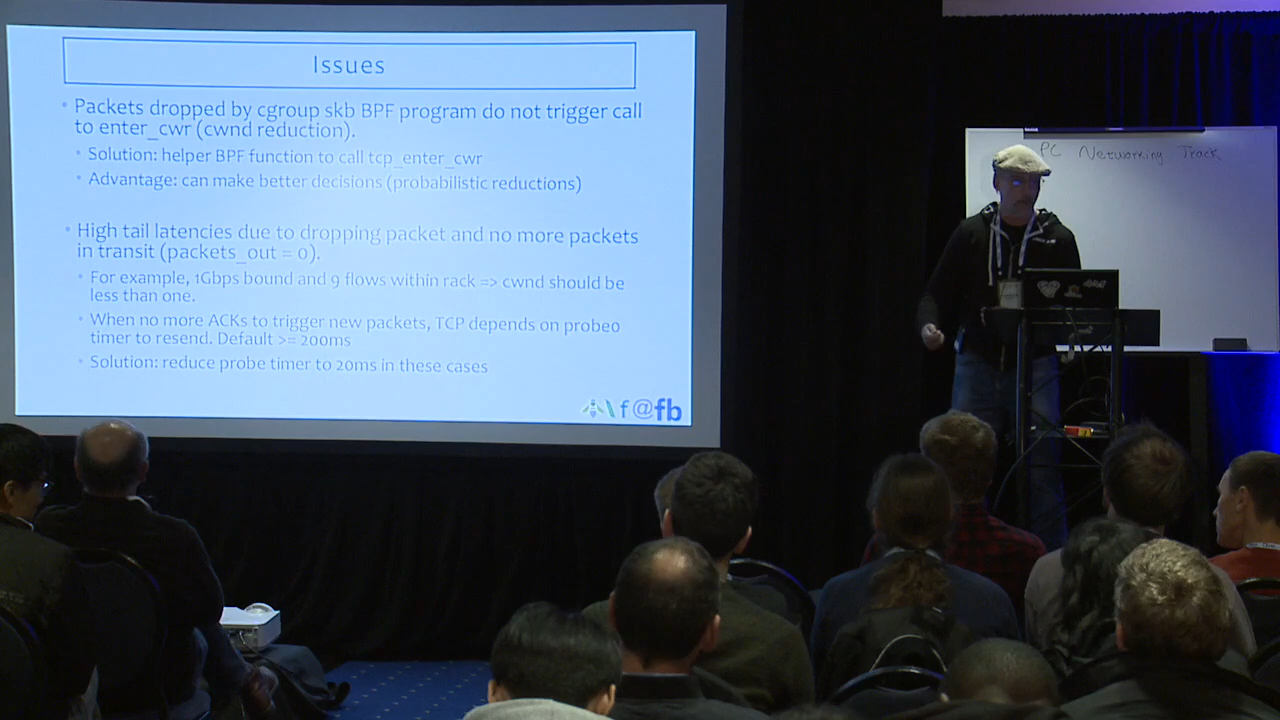 Issues
• Packets dropped by cgroup skb BPF program do not trigger call
to enter_cwr (cwnd reduction).
• Solution: helper BPF function to call tcp_enter_cwr
• Advantage: can make better decisions (probabilistic reductions)
• High tail latencies due to dropping packet and no more packets
in transit (packets_out = 0).
• For example, 1Gbps bound and 9 flows within rack => cwnd should be
less than one.
• When no more ACKs to trigger new packets, TCP depends on probe0
timer to resend. Default >= 200ms
• Solution: reduce probe timer to 20ms in these cases
f @fb
PC Networking Track